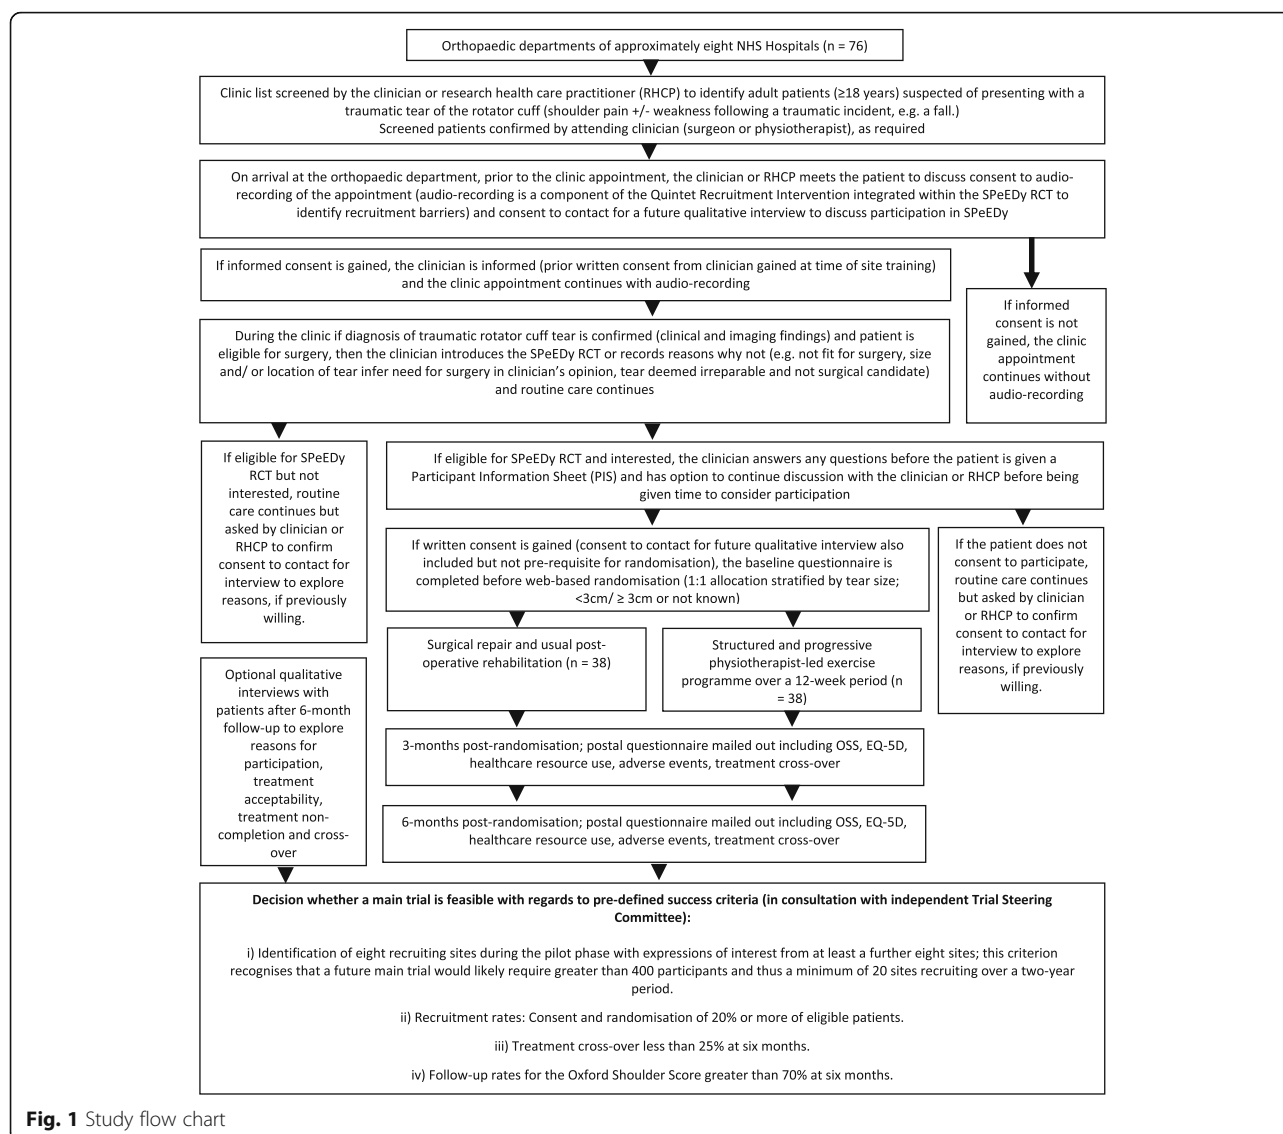 Orthopaedic departments of approximately eight NHS Hospitals (n = 76)
Clinic list screened by the clinician or research health care practitioner (RHCP) to identify adult patients (≥18 years) suspected of presenting with a
traumatic tear of the rotator cuff (shoulder pain +/- weakness following a traumatic incident, e.g. a fall.)
Screened patients confirmed by attending clinician (surgeon or physiotherapist), as required
On arrival at the orthopaedic department, prior to the clinic appointment, the clinician or RHCP meets the patient to discuss consent to audio-
recording of the appointment (audio-recording is a component of the Quintet Recruitment Intervention integrated within the SPeEDy RCT to
identify recruitment barriers) and consent to contact for a future qualitative interview to discuss participation in SPeEDy
If informed consent is gained, the clinician is informed (prior written consent from clinician gained at time of site training)
and the clinic appointment continues with audio-recording
If informed
consent is not
gained, the clinic
appointment
continues without
audio-recording
During the clinic if diagnosis of traumatic rotator cuff tear is confirmed (clinical and imaging findings) and patient is
eligible for surgery, then the clinician introduces the SPeEDy RCT or records reasons why not (e.g. not fit for surgery, size
and/ or location of tear infer need for surgery in clinician's opinion, tear deemed irreparable and not surgical candidate)
and routine care continues
If eligible for SPeEDy
RCT but not
interested, routine
care continues but
asked by clinician or
RHCP to confirm
consent to contact for
interview to explore
reasons, if previously
willing.
If eligible for SPeEDy RCT and interested, the clinician answers any questions before the patient is given a
Participant Information Sheet (PIS) and has option to continue discussion with the clinician or RHCP before being
given time to consider participation
If written consent is gained (consent to contact for future qualitative interview also
included but not pre-requisite for randomisation), the baseline questionnaire is
completed before web-based randomisation (1:1 allocation stratified by tear size;
<3cm/ ≥ 3cm or not known)
If the patient does not
consent to participate,
routine care continues
but asked by clinician
or RHCP to confirm
consent to contact for
interview to explore
reasons, if previously
willing.
Surgical repair and usual post-
operative rehabilitation (n = 38)
Structured and progressive
physiotherapist-led exercise
programme over a 12-week period (n
= 38)
Optional qualitative
interviews with
patients after 6-month
follow-up to explore
reasons for
participation,
treatment
acceptability,
treatment non-
completion and cross-
over
3-months post-randomisation; postal questionnaire mailed out including OSS, EQ-5D,
healthcare resource use, adverse events, treatment cross-over
6-months post-randomisation; postal questionnaire mailed out including OSS, EQ-5D,
healthcare resource use, adverse events, treatment cross-over
Decision whether a main trial is feasible with regards to pre-defined success criteria (in consultation with independent Trial Steering
Committee):
i) Identification of eight recruiting sites during the pilot phase with expressions of interest from at least a further eight sites; this criterion
recognises that a future main trial would likely require greater than 400 participants and thus a minimum of 20 sites recruiting over a two-year
period.
ii) Recruitment rates: Consent and randomisation of 20% or more of eligible patients.
iii) Treatment cross-over less than 25% at six months.
iv) Follow-up rates for the Oxford Shoulder Score greater than 70% at six months.
Fig. 1 Study flow chart